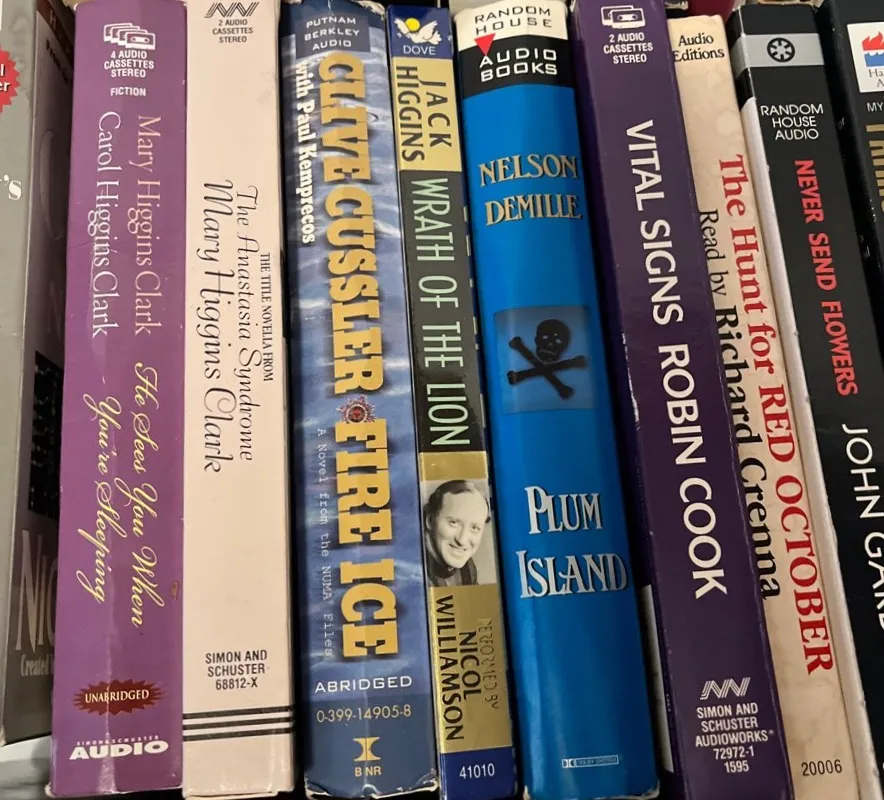 4 AUDIO
CASSETTES
STEREO
FICTION
Mary Higgins Clark
Carol Higgins Clark
He Sees You When
You're Sleeping
UNABRIDGED
SIMON & SCHUSTER
AUDIO
2 AUDIO
CASSETTES
STEREO
THE TITLE NOVELLA FROM
The Anastasia Syndrome
Mary Higgins Clark
SIMON AND
SCHUSTER
68812-X
PUTNAM
BERKLEY
AUDIO
CLIVE CUSSLER
with Paul Kemprecos
FIRE ICE
A Novel from the NUMA Files
ABRIDGED
0-399-14905-8
BNR
DOVE
JACK
HIGGINS
WRATH OF THE LION
PERFORMED BY
NICOL
WILLIAMSON
41010
RANDOM
HOUSE
AUDIO
BOOKS
NELSON
DEMILLE
PLUM
ISLAND
2 AUDIO
CASSETTES
STEREO
VITAL SIGNS ROBIN COOK
SIMON AND
SCHUSTER
AUDIOWORKS®
72972-1
1595
Audio
Editions
The Hunt for RED OCTOBER
Read by Richard Crenna
20006
RANDOM
HOUSE
AUDIO
NEVER SEND FLOWERS
JOHN GAR
MY